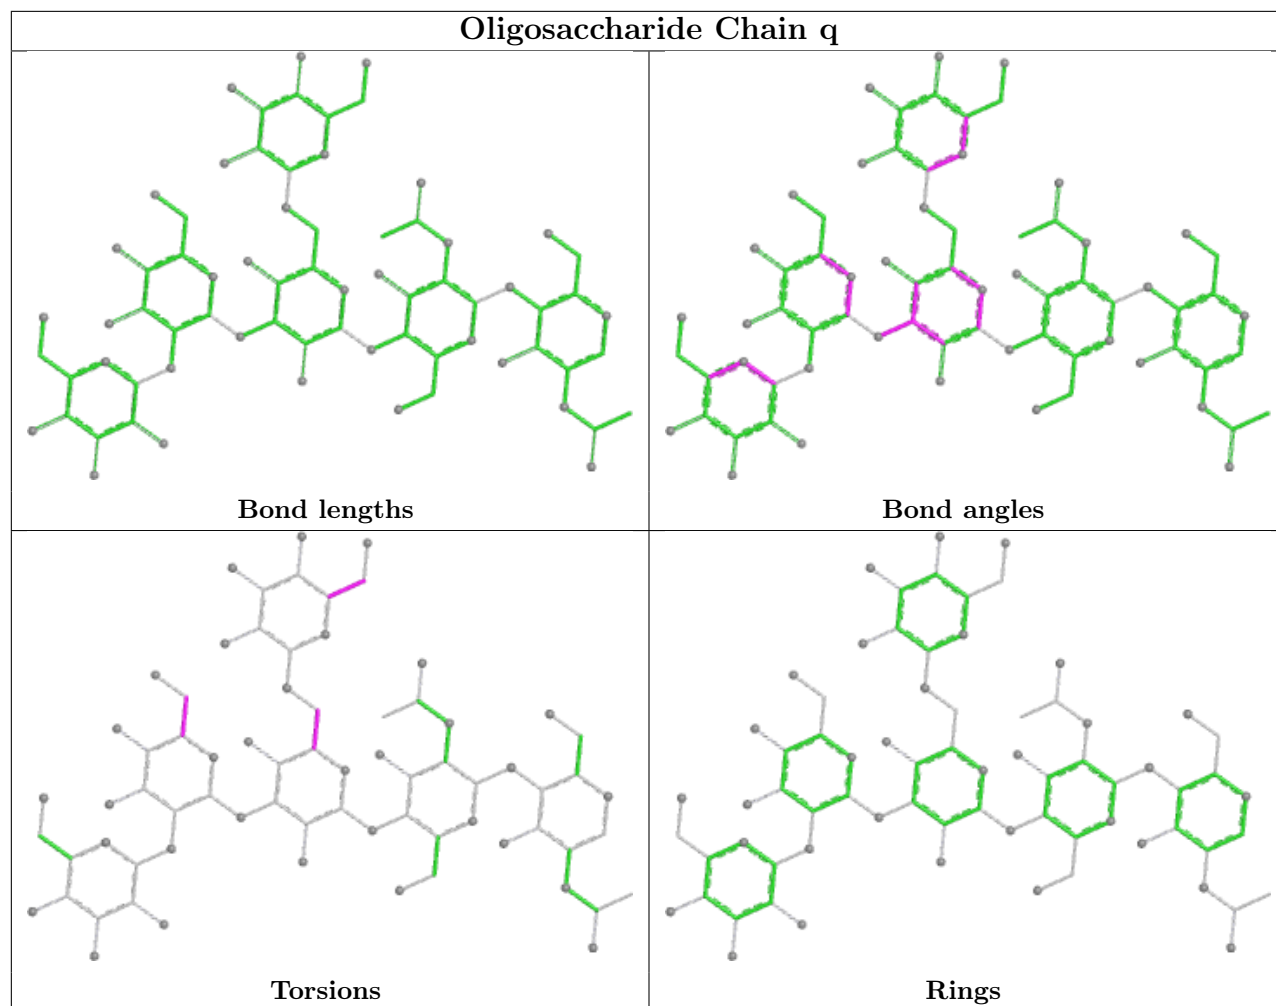 Oligosaccharide Chain q
Bond lengths
Bond angles
Torsions
Rings